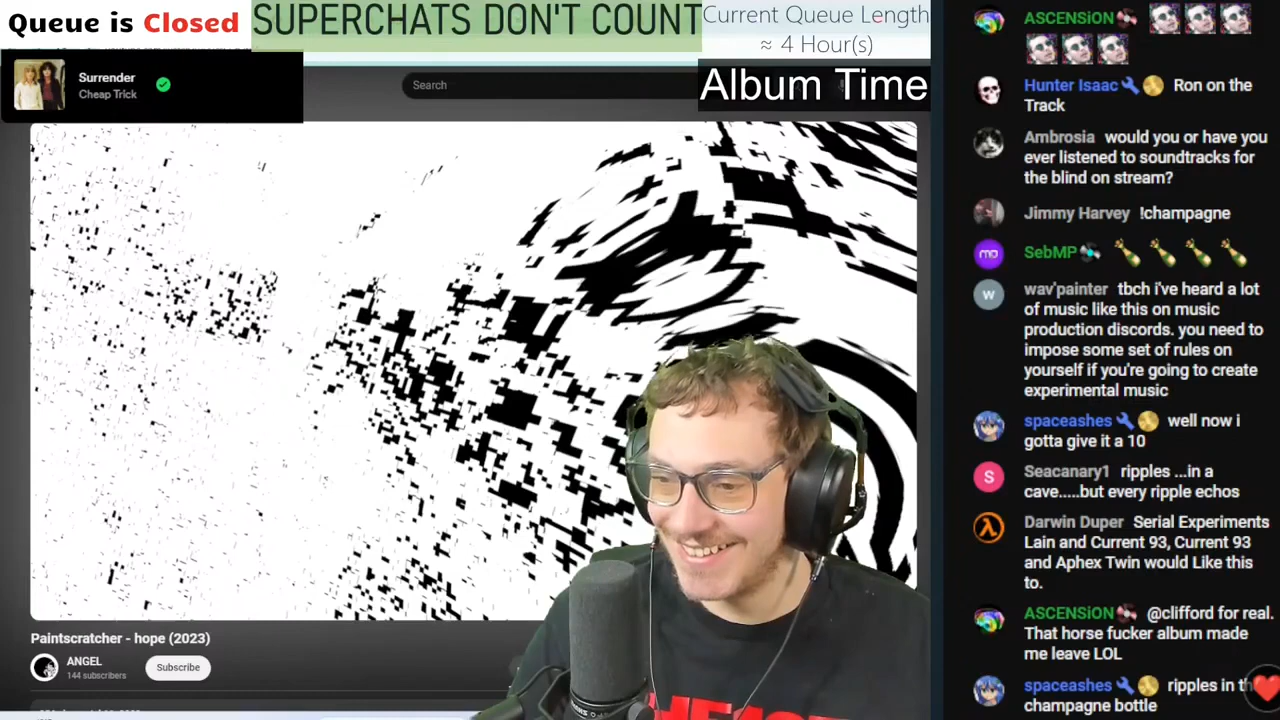 Queue is Closed
SUPERCHATS DON'T COUNT
Current Queue Length
≈ 4 Hour(s)
Album Time
Surrender
Cheap Trick
Search
Paintscratcher - hope (2023)
ANGEL
144 subscribers
Subscribe
ASCENSiON
Hunter Isaac Ron on the
Track
Ambrosia would you or have you
ever listened to soundtracks for
the blind on stream?
Jimmy Harvey !champagne
SebMP
wav'painter tbch i've heard a lot
of music like this on music
production discords. you need to
impose some set of rules on
yourself if you're going to create
experimental music
spaceashes well now i
gotta give it a 10
Seacanary1 ripples ...in a
cave.....but every ripple echos
Darwin Duper Serial Experiments
Lain and Current 93, Current 93
and Aphex Twin would Like this
to.
ASCENSiON @clifford for real.
That horse fucker album made
me leave LOL
spaceashes ripples in
champagne bottle